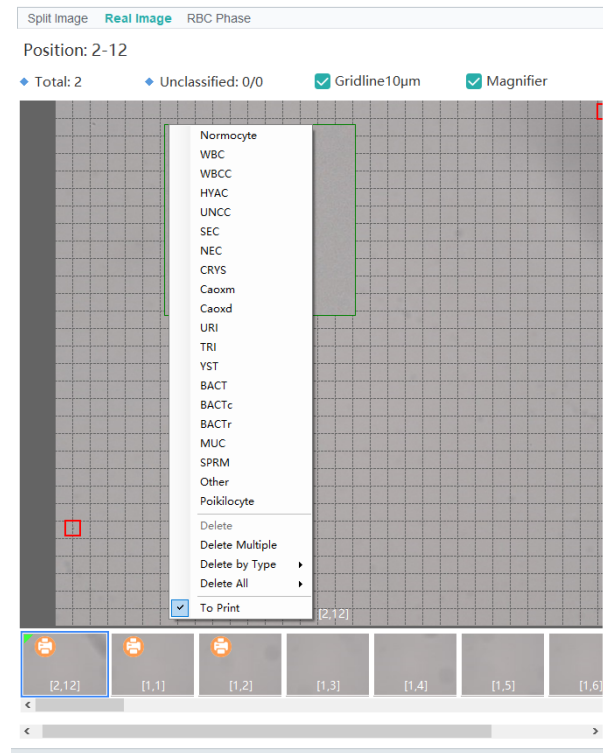 Split Image Real Image RBC Phase
Position: 2-12
Total: 2 Unclassified: 0/0 Gridline10μm Magnifier
Normocyte
WBC
WBCC
HYAC
UNCC
SEC
NEC
CRYS
Caoxm
Caoxd
URI
TRI
YST
BACT
BACTc
BACTr
MUC
SPRM
Other
Poikilocyte
Delete
Delete Multiple
Delete by Type
Delete All
To Print
[2,12]
[2,12] [1,1] [1,2] [1,3] [1,4] [1,5] [1,6]